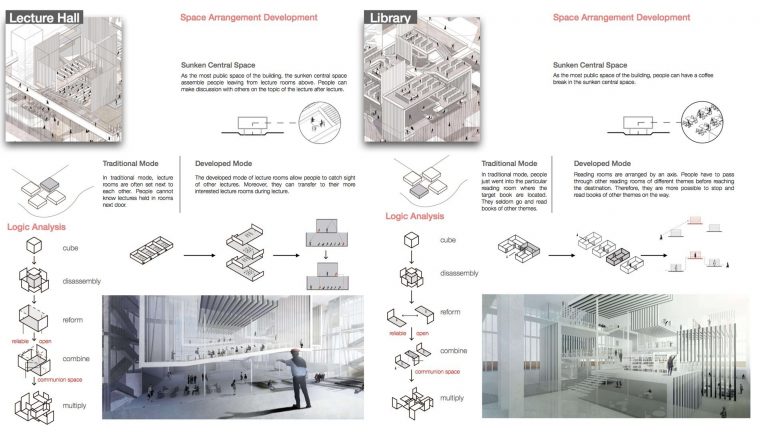 Lecture Hall
Space Arrangement Development
Sunken Central Space
As the most public space of the building, the sunken central space
assemble people leaving from lecture rooms above. People can
make discussion with others on the topic of the lecture after lecture.
Traditional Mode
In traditional mode, lecture
rooms are often set next to
each other. People cannot
know lectures held in rooms
next door.
Developed Mode
The developed mode of lecture rooms allow people to catch sight
of other lectures. Moreover, they can transfer to their more
interested lecture rooms during lecture.
Logic Analysis
cube
disassembly
reform
reliable
open
combine
communion space
multiply
Library
Space Arrangement Development
Sunken Central Space
As the most public space of the building, people can have a coffee
break in the sunken central space.
Traditional Mode
In traditional mode, people
just went into the particular
reading room where the
target book are located.
They seldom go and read
books of other themes.
Developed Mode
Reading rooms are arranged by an axis. People have to pass
through other reading rooms of different themes before reaching
the destination. Therefore, they are more possible to stop and
read books of other themes on the way.
Logic Analysis
cube
disassembly
reform
reliable
open
combine
communion space
multiply